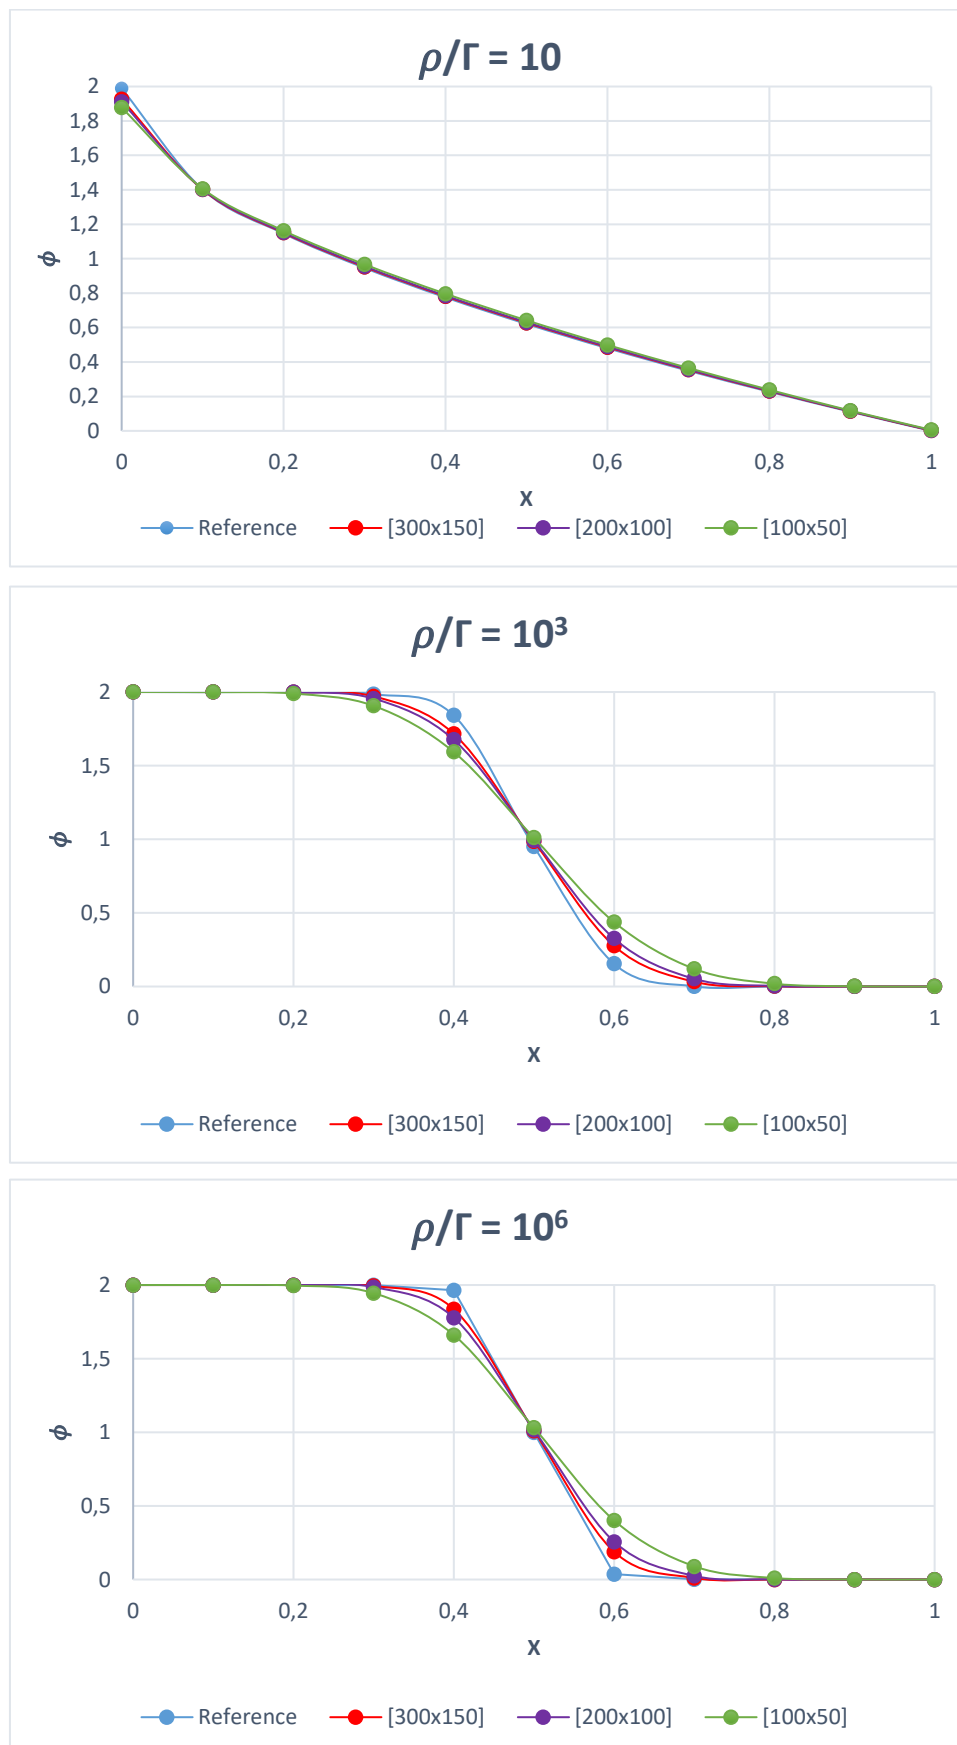 ρ/Γ = 10
2
1,8
1,6
1,4
1,2
1
0,8
0,6
0,4
0,2
0
ϕ
0 0,2 0,4 0,6 0,8 1
X
Reference [300x150] [200x100] [100x50]
ρ/Γ = 10³
2
1,5
1
0,5
0
ϕ
0 0,2 0,4 0,6 0,8 1
X
Reference [300x150] [200x100] [100x50]
ρ/Γ = 10⁶
2
1,5
1
0,5
0
ϕ
0 0,2 0,4 0,6 0,8 1
X
Reference [300x150] [200x100] [100x50]